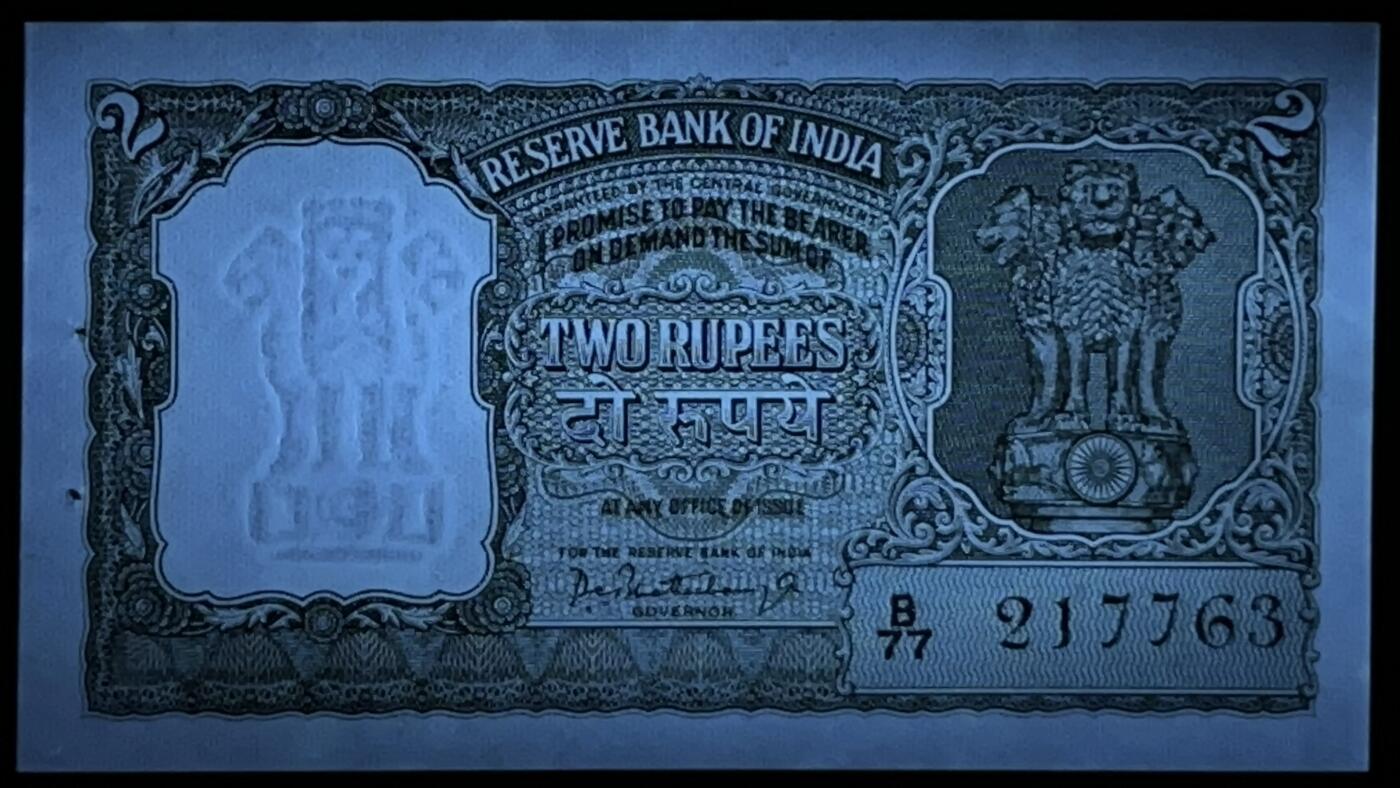 2
2
RESERVE BANK OF INDIA
GUARANTEED BY THE CENTRAL GOVERNMENT
I PROMISE TO PAY THE BEARER
ON DEMAND THE SUM OF
TWO RUPEES
दो रुपये
AT ANY OFFICE OF ISSUE
FOR THE RESERVE BANK OF INDIA
GOVERNOR
B
77 217763